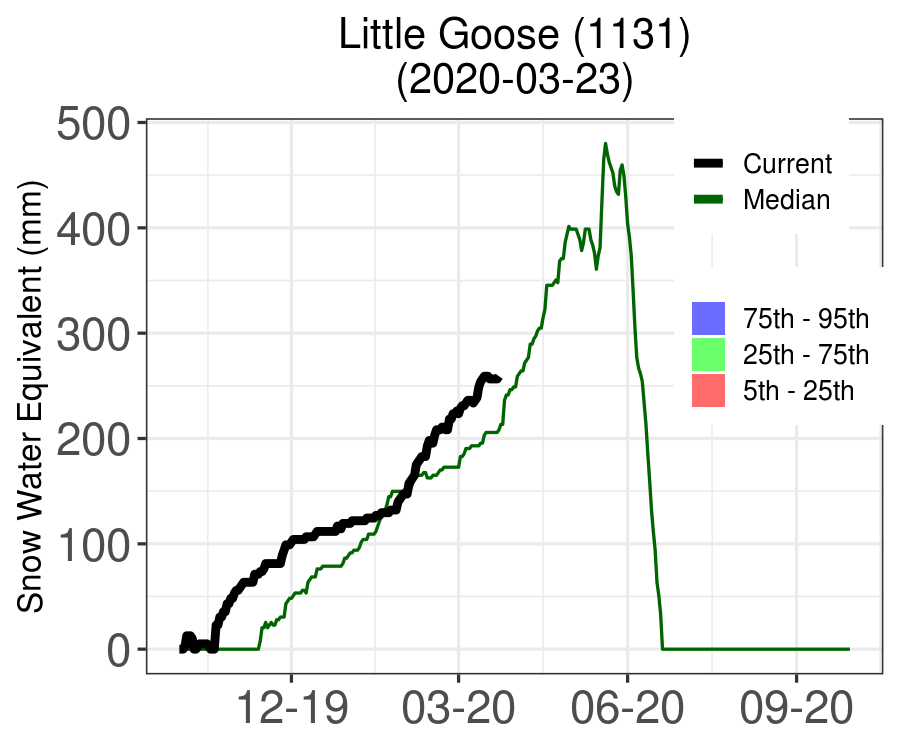 Little Goose (1131)
(2020-03-23)
Snow Water Equivalent (mm)
500
400
300
200
100
0
12-19
03-20
06-20
09-20
Current
Median
75th - 95th
25th - 75th
5th - 25th